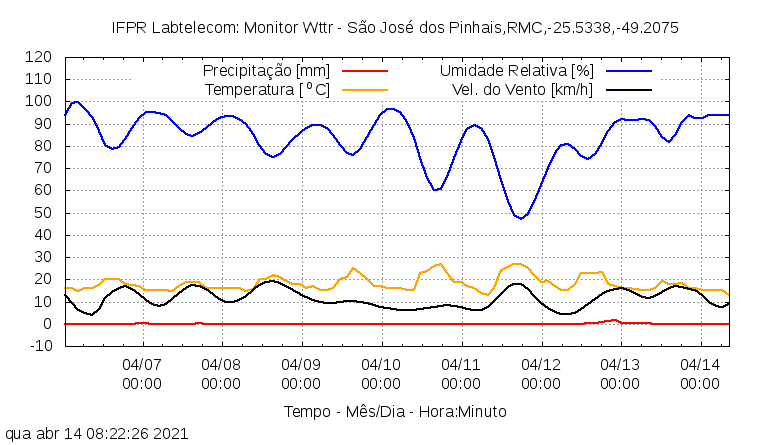 IFPR Labtelecom: Monitor Wttr - São José dos Pinhais,RMC,-25.5338,-49.2075
Precipitação [mm]
Temperatura [⁰C]
Umidade Relativa [%]
Vel. do Vento [km/h]
120
110
100
90
80
70
60
50
40
30
20
10
0
-10
04/07 04/08 04/09 04/10 04/11 04/12 04/13 04/14
00:00 00:00 00:00 00:00 00:00 00:00 00:00 00:00
Tempo - Mês/Dia - Hora:Minuto
qua abr 14 08:22:26 2021